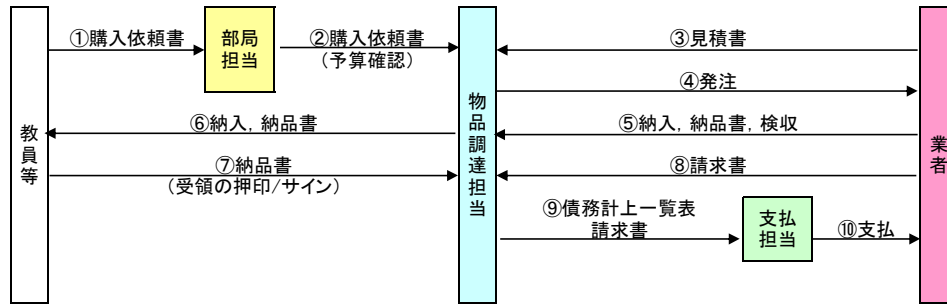 ①購入依頼書
部局
担当
②購入依頼書
（予算確認）
③見積書
④発注
⑥納入，納品書
⑤納入，納品書，検収
教員等
物品調達担当
業者
⑦納品書
（受領の押印/サイン）
⑧請求書
⑨債務計上一覧表
請求書
支払
担当
⑩支払